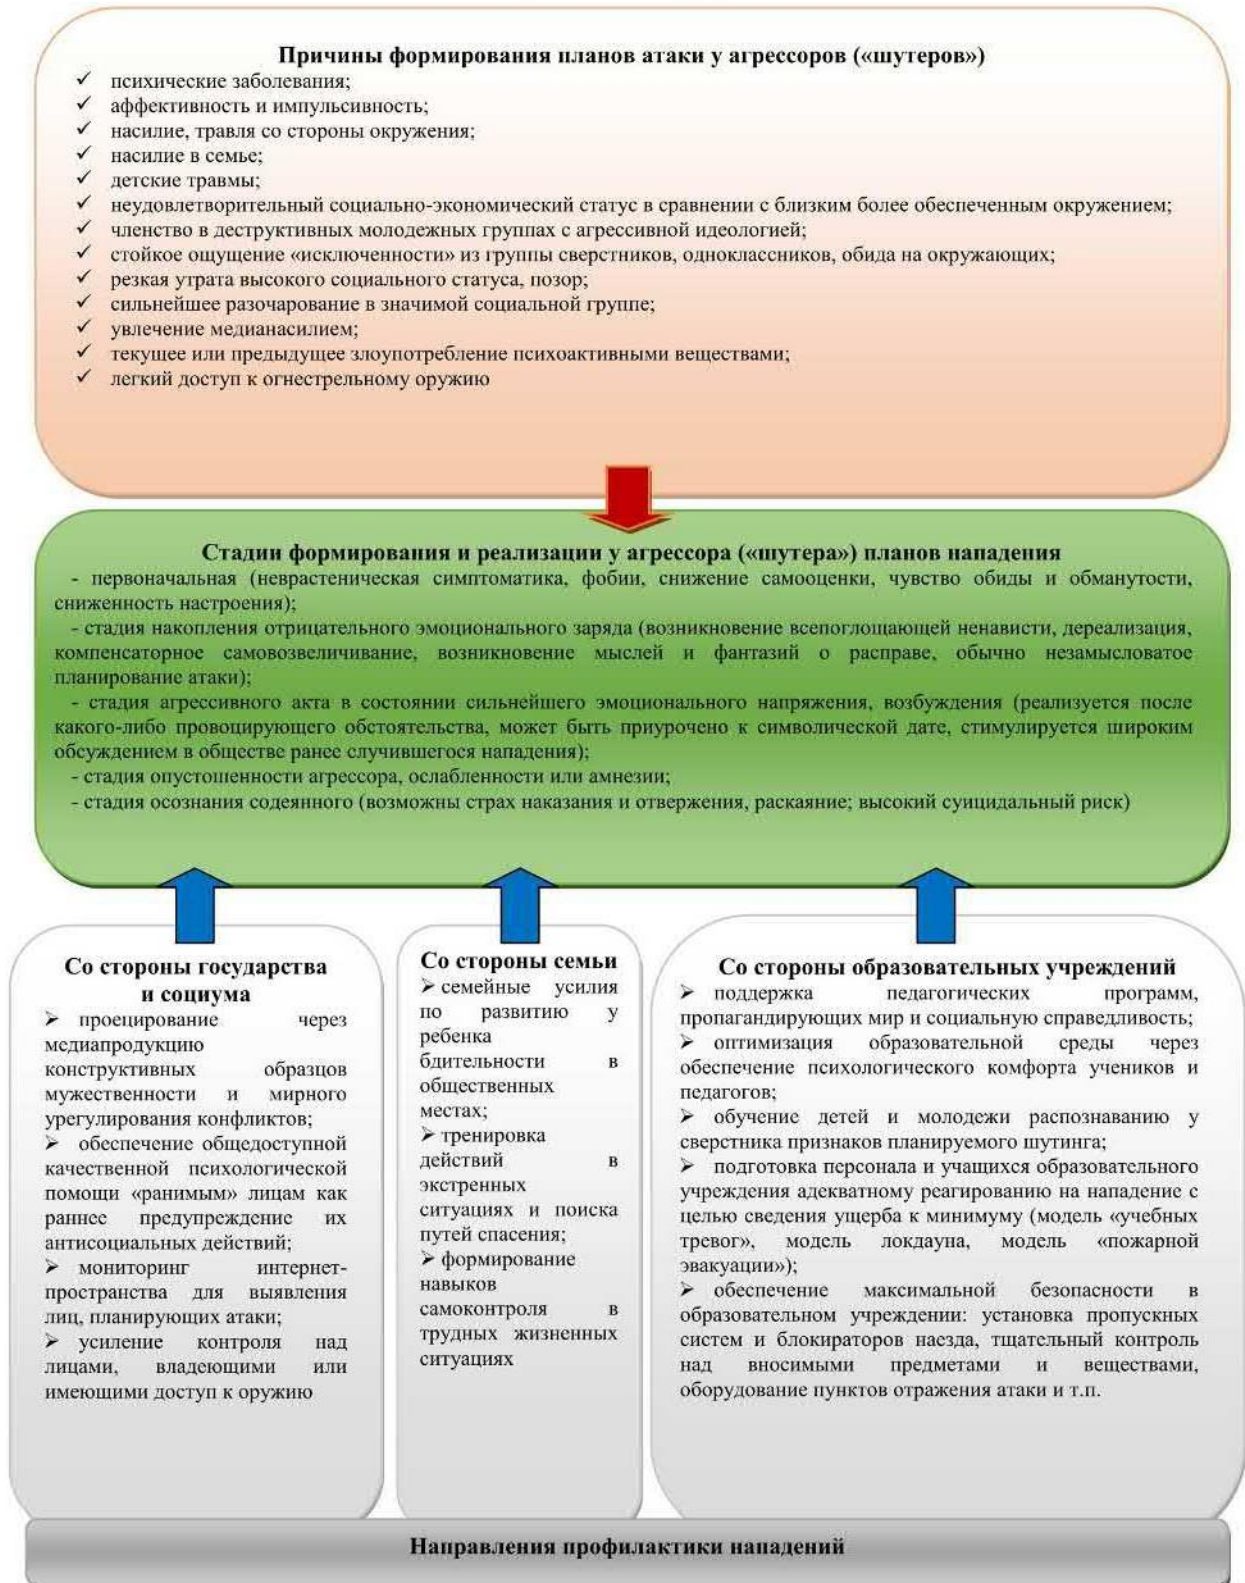 Причины формирования планов атаки у агрессоров («шутеров»)
✓ психические заболевания;
✓ аффективность и импульсивность;
✓ насилие, травля со стороны окружения;
✓ насилие в семье;
✓ детские травмы;
✓ неудовлетворительный социально-экономический статус в сравнении с близким более обеспеченным окружением;
✓ членство в деструктивных молодежных группах с агрессивной идеологией;
✓ стойкое ощущение «исключенности» из группы сверстников, одноклассников, обида на окружающих;
✓ резкая утрата высокого социального статуса, позор;
✓ сильнейшее разочарование в значимой социальной группе;
✓ увлечение медианасилием;
✓ текущее или предыдущее злоупотребление психоактивными веществами;
✓ легкий доступ к огнестрельному оружию
Стадии формирования и реализации у агрессора («шутера») планов нападения
- первоначальная (неврастеническая симптоматика, фобии, снижение самооценки, чувство обиды и обманутости,
сниженность настроения);
- стадия накопления отрицательного эмоционального заряда (возникновение всепоглощающей ненависти, дереализация,
компенсаторное самовозвеличивание, возникновение мыслей и фантазий о расправе, обычно незамысловатое
планирование атаки);
- стадия агрессивного акта в состоянии сильнейшего эмоционального напряжения, возбуждения (реализуется после
какого-либо провоцирующего обстоятельства, может быть приурочено к символической дате, стимулируется широким
обсуждением в обществе ранее случившегося нападения);
- стадия опустошенности агрессора, ослабленности или амнезии;
- стадия осознания содеянного (возможны страх наказания и отвержения, раскаяние; высокий суицидальный риск)
Со стороны государства
и социума
➢ проецирование через
медиапродукцию
конструктивных образцов
мужественности и мирного
урегулирования конфликтов;
➢ обеспечение общедоступной
качественной психологической
помощи «ранимым» лицам как
раннее предупреждение их
антисоциальных действий;
➢ мониторинг интернет-
пространства для выявления
лиц, планирующих атаки;
➢ усиление контроля над
лицами, владеющими или
имеющими доступ к оружию
Со стороны семьи
➢ семейные усилия
по развитию у
ребенка
бдительности в
общественных
местах;
➢ тренировка
действий в
экстренных
ситуациях и поиска
путей спасения;
➢ формирование
навыков
самоконтроля в
трудных жизненных
ситуациях
Со стороны образовательных учреждений
➢ поддержка педагогических программ,
пропагандирующих мир и социальную справедливость;
➢ оптимизация образовательной среды через
обеспечение психологического комфорта учеников и
педагогов;
➢ обучение детей и молодежи распознаванию у
сверстника признаков планируемого шутинга;
➢ подготовка персонала и учащихся образовательного
учреждения адекватному реагированию на нападение с
целью сведения ущерба к минимуму (модель «учебных
тревог», модель локдауна, модель «пожарной
эвакуации»);
➢ обеспечение максимальной безопасности в
образовательном учреждении: установка пропускных
систем и блокираторов наезда, тщательный контроль
над вносимыми предметами и веществами,
оборудование пунктов отражения атаки и т.п.
Направления профилактики нападений